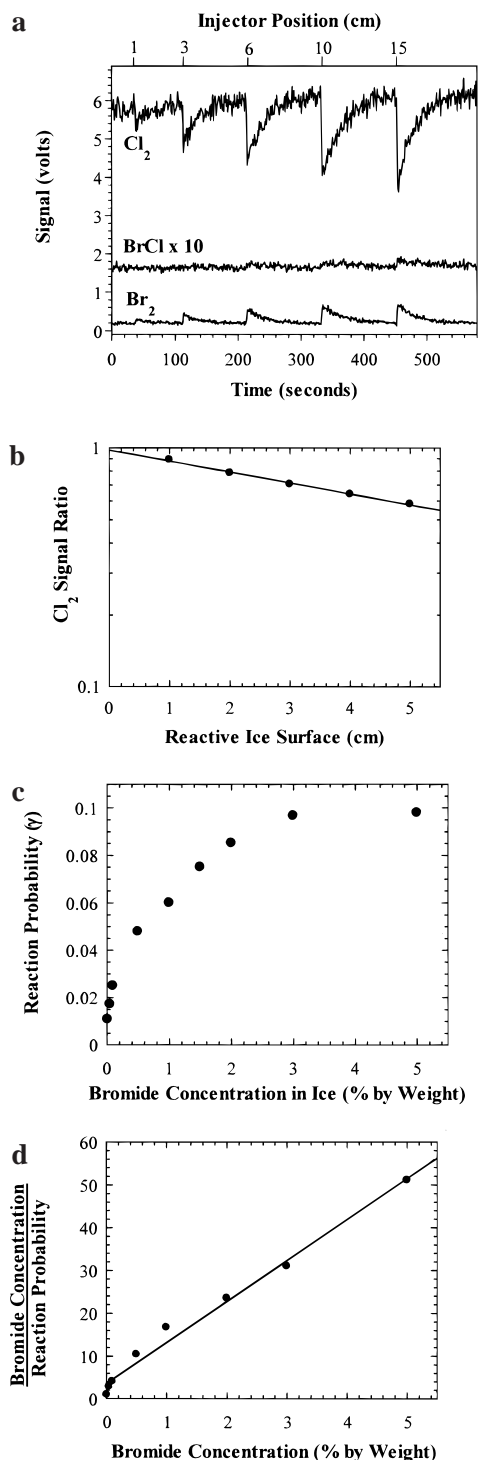 a
Injector Position (cm)
1 3 6 10 15
Signal (volts)
6
5
4
3
2
1
0
Cl2
BrCl x 10
Br2
0 100 200 300 400 500
Time (seconds)
b
Cl2 Signal Ratio
1
0.1
0 1 2 3 4 5
Reactive Ice Surface (cm)
c
Reaction Probability (γ)
0.1
0.08
0.06
0.04
0.02
0
0 1 2 3 4 5
Bromide Concentration in Ice (% by Weight)
d
Bromide Concentration
Reaction Probability
60
50
40
30
20
10
0
0 1 2 3 4 5
Bromide Concentration (% by Weight)